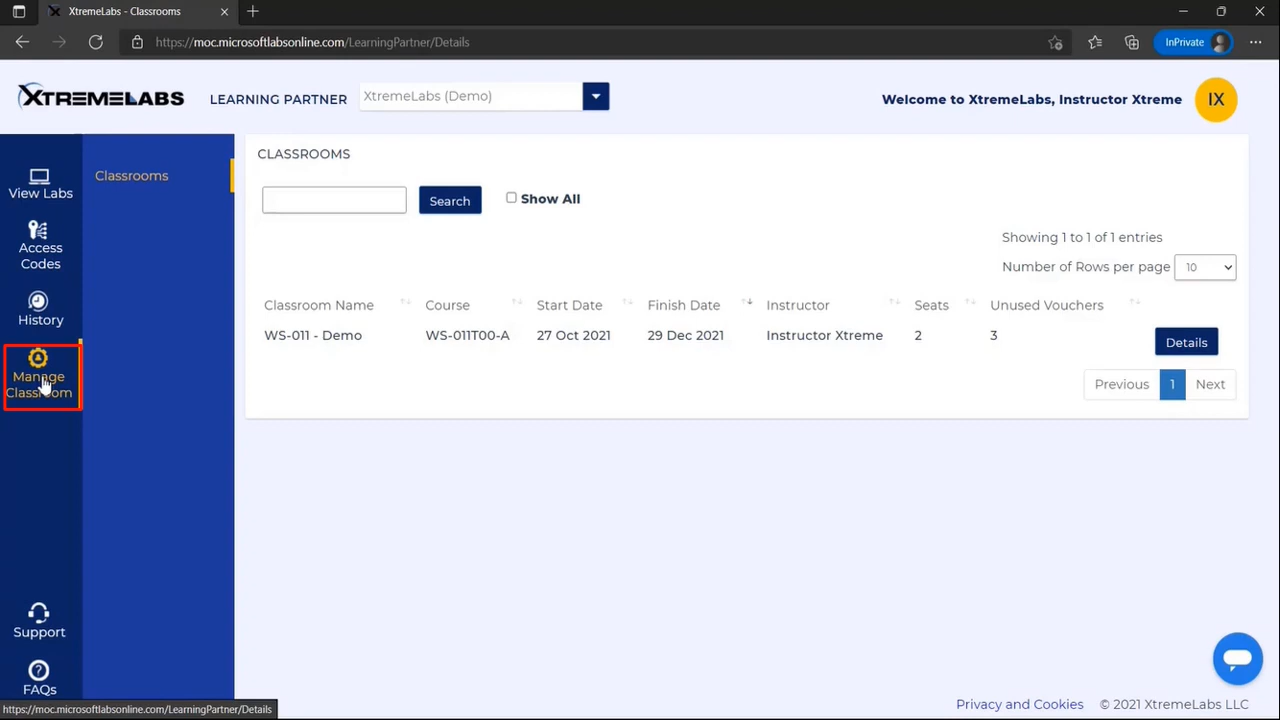 XtremeLabs - Classrooms
https://moc.microsoftlabsonline.com/LearningPartner/Details
InPrivate
XTREMELABS
LEARNING PARTNER
XtremeLabs (Demo)
Welcome to XtremeLabs, Instructor Xtreme
IX
View Labs
Access
Codes
History
Manage
Classroom
Support
FAQs
Classrooms
CLASSROOMS
Search
Show All
Showing 1 to 1 of 1 entries
Number of Rows per page 10
Classroom Name Course Start Date Finish Date Instructor Seats Unused Vouchers
WS-011 - Demo WS-011T00-A 27 Oct 2021 29 Dec 2021 Instructor Xtreme 2 3 Details
Previous 1 Next
https://moc.microsoftlabsonline.com/LearningPartner/Details
Privacy and Cookies © 2021 XtremeLabs LLC